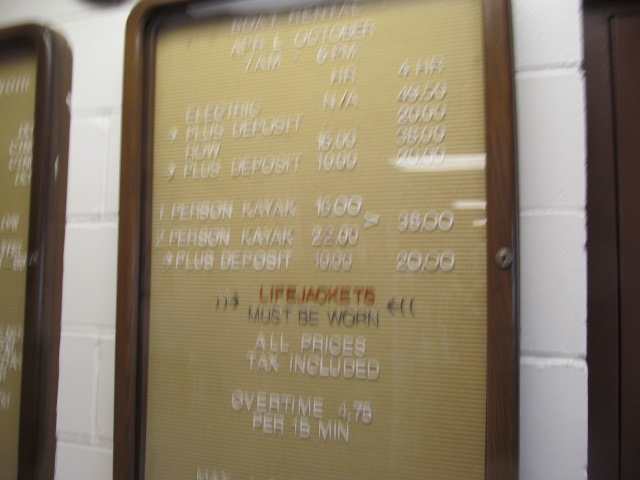 BOAT RENTAL
APRIL OCTOBER
7AM - 6PM
HR 4 HR
ELECTRIC N/A 49.50
→ PLUS DEPOSIT 20.00
ROW 16.00 38.00
→ PLUS DEPOSIT 10.00 20.00
1 PERSON KAYAK 16.00
2 PERSON KAYAK 22.00 > 38.00
→ PLUS DEPOSIT 10.00 20.00
LIFEJACKETS
MUST BE WORN
ALL PRICES
TAX INCLUDED
OVERTIME 4.75
PER 15 MIN